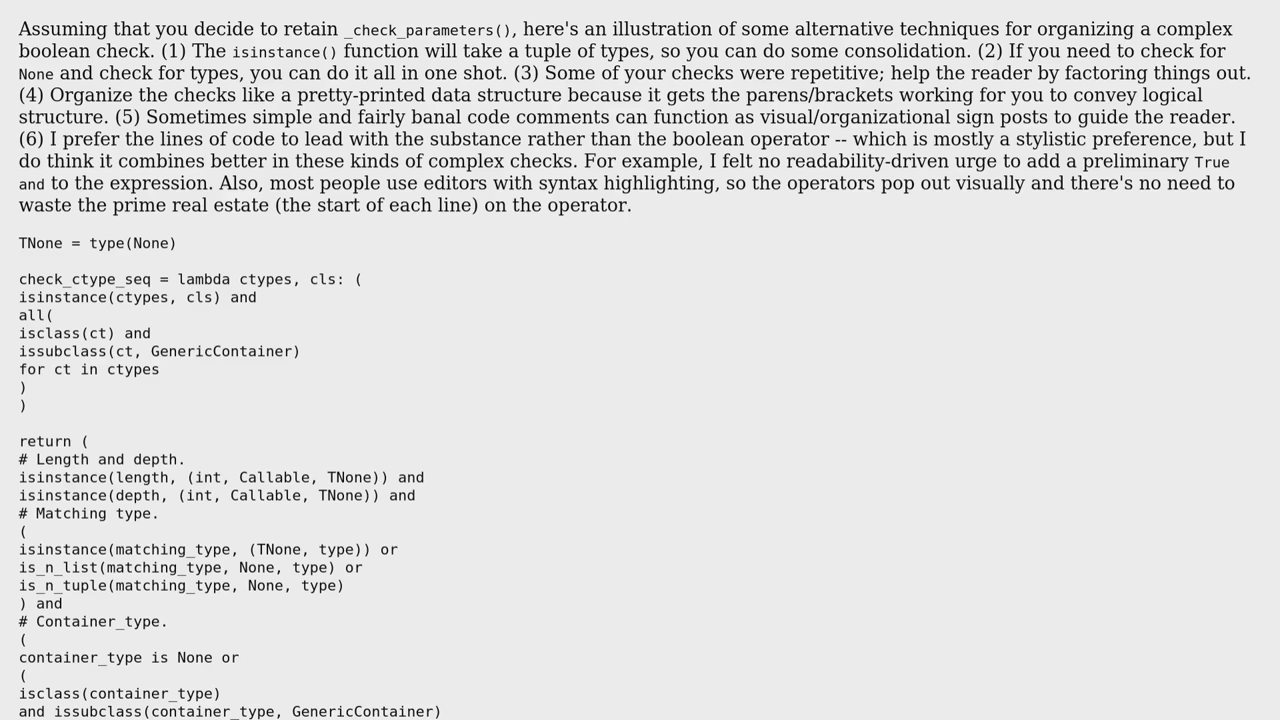 Assuming that you decide to retain _check_parameters(), here's an illustration of some alternative techniques for organizing a complex
boolean check. (1) The isinstance() function will take a tuple of types, so you can do some consolidation. (2) If you need to check for
None and check for types, you can do it all in one shot. (3) Some of your checks were repetitive; help the reader by factoring things out.
(4) Organize the checks like a pretty-printed data structure because it gets the parens/brackets working for you to convey logical
structure. (5) Sometimes simple and fairly banal code comments can function as visual/organizational sign posts to guide the reader.
(6) I prefer the lines of code to lead with the substance rather than the boolean operator -- which is mostly a stylistic preference, but I
do think it combines better in these kinds of complex checks. For example, I felt no readability-driven urge to add a preliminary True
and to the expression. Also, most people use editors with syntax highlighting, so the operators pop out visually and there's no need to
waste the prime real estate (the start of each line) on the operator.
TNone = type(None)
check_ctype_seq = lambda ctypes, cls: (
isinstance(ctypes, cls) and
all(
isclass(ct) and
issubclass(ct, GenericContainer)
for ct in ctypes
)
)
return (
# Length and depth.
isinstance(length, (int, Callable, TNone)) and
isinstance(depth, (int, Callable, TNone)) and
# Matching type.
(
isinstance(matching_type, (TNone, type)) or
is_n_list(matching_type, None, type) or
is_n_tuple(matching_type, None, type)
) and
# Container_type.
(
container_type is None or
(
isclass(container_type)
and issubclass(container_type, GenericContainer)